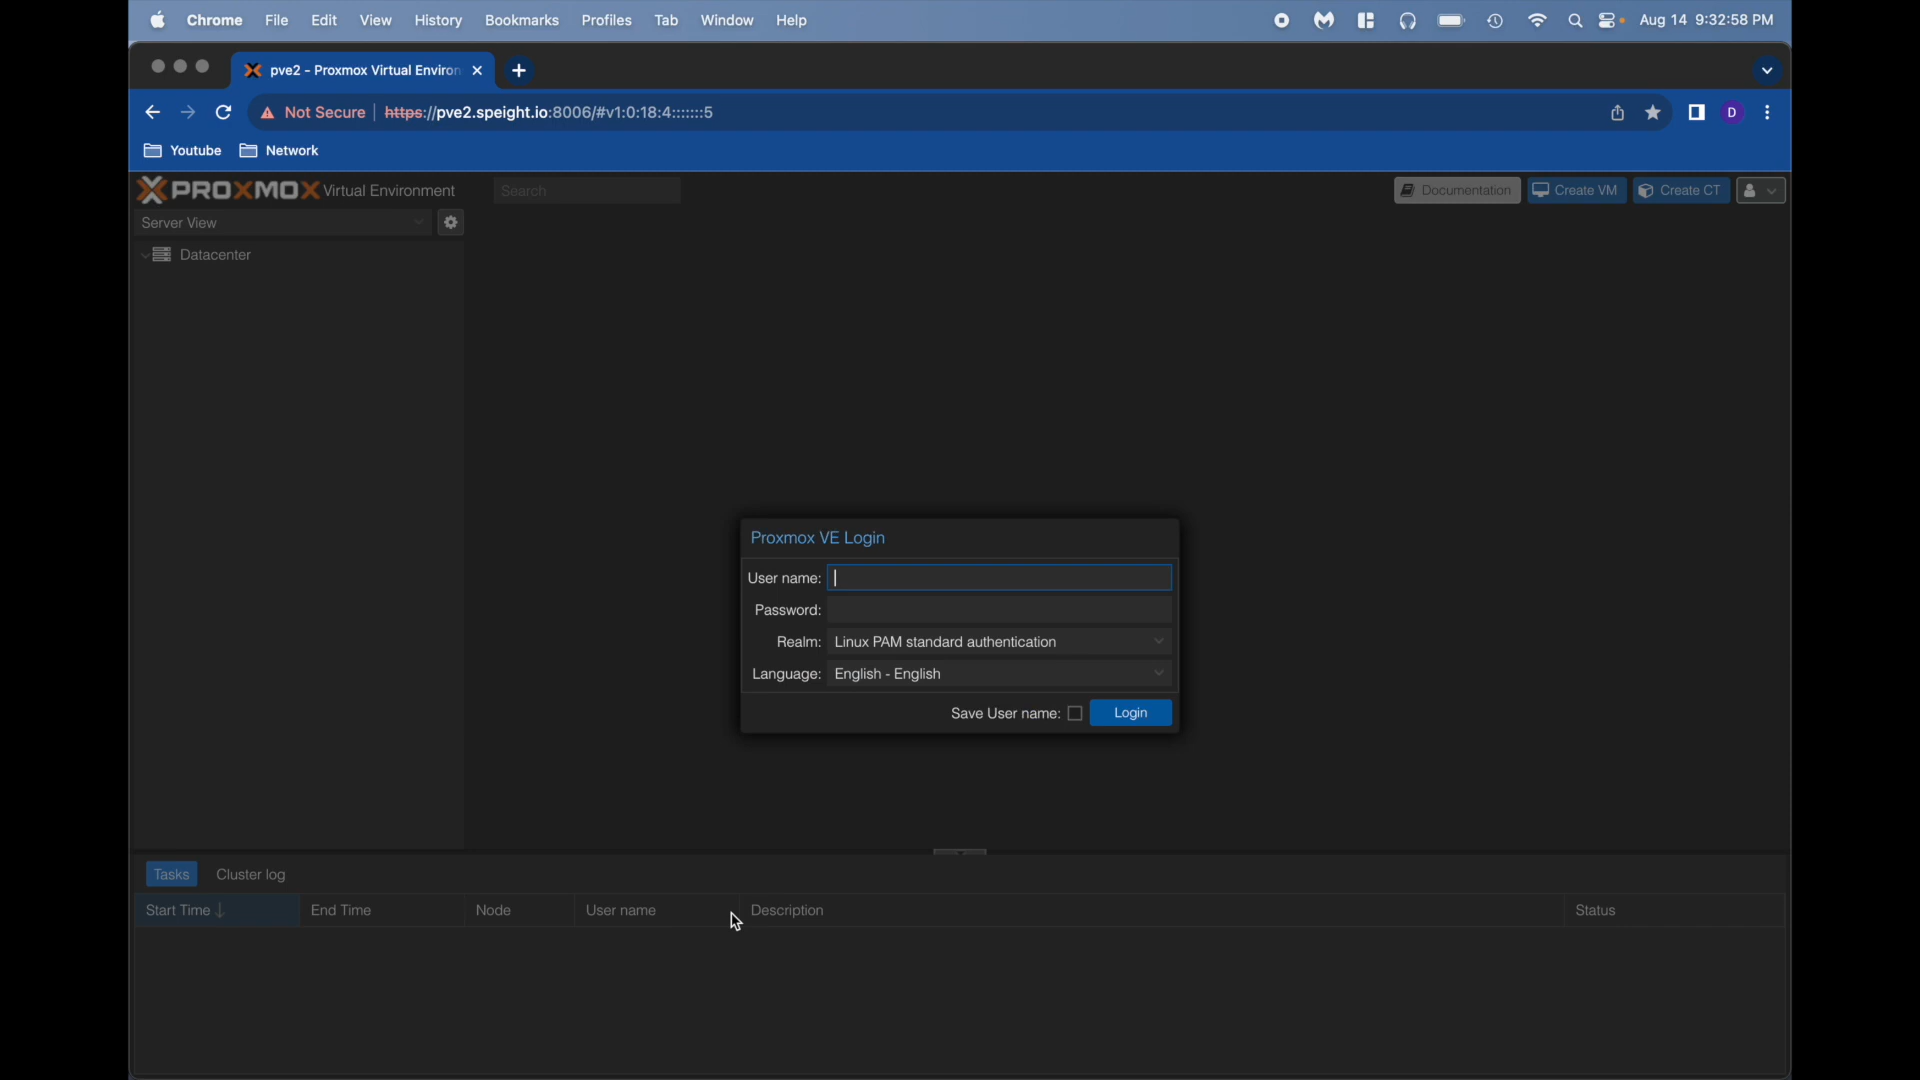 Chrome File Edit View History Bookmarks Profiles Tab Window Help Aug 14 9:32:58 PM
pve2 - Proxmox Virtual Environ
Not Secure https://pve2.speight.io:8006/#v1:0:18:4:::::::5 D
Youtube Network
PROXMOX Virtual Environment Search Documentation Create VM Create CT
Server View
Datacenter
Proxmox VE Login
User name:
Password:
Realm: Linux PAM standard authentication
Language: English - English
Save User name: Login
Tasks Cluster log
Start Time End Time Node User name Description Status